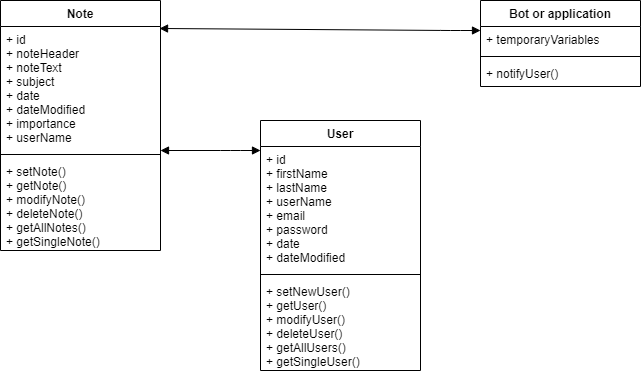 Note
+ id
+ noteHeader
+ noteText
+ subject
+ date
+ dateModified
+ importance
+ userName
+ setNote()
+ getNote()
+ modifyNote()
+ deleteNote()
+ getAllNotes()
+ getSingleNote()
Bot or application
+ temporaryVariables
+ notifyUser()
User
+ id
+ firstName
+ lastName
+ userName
+ email
+ password
+ date
+ dateModified
+ setNewUser()
+ getUser()
+ modifyUser()
+ deleteUser()
+ getAllUsers()
+ getSingleUser()